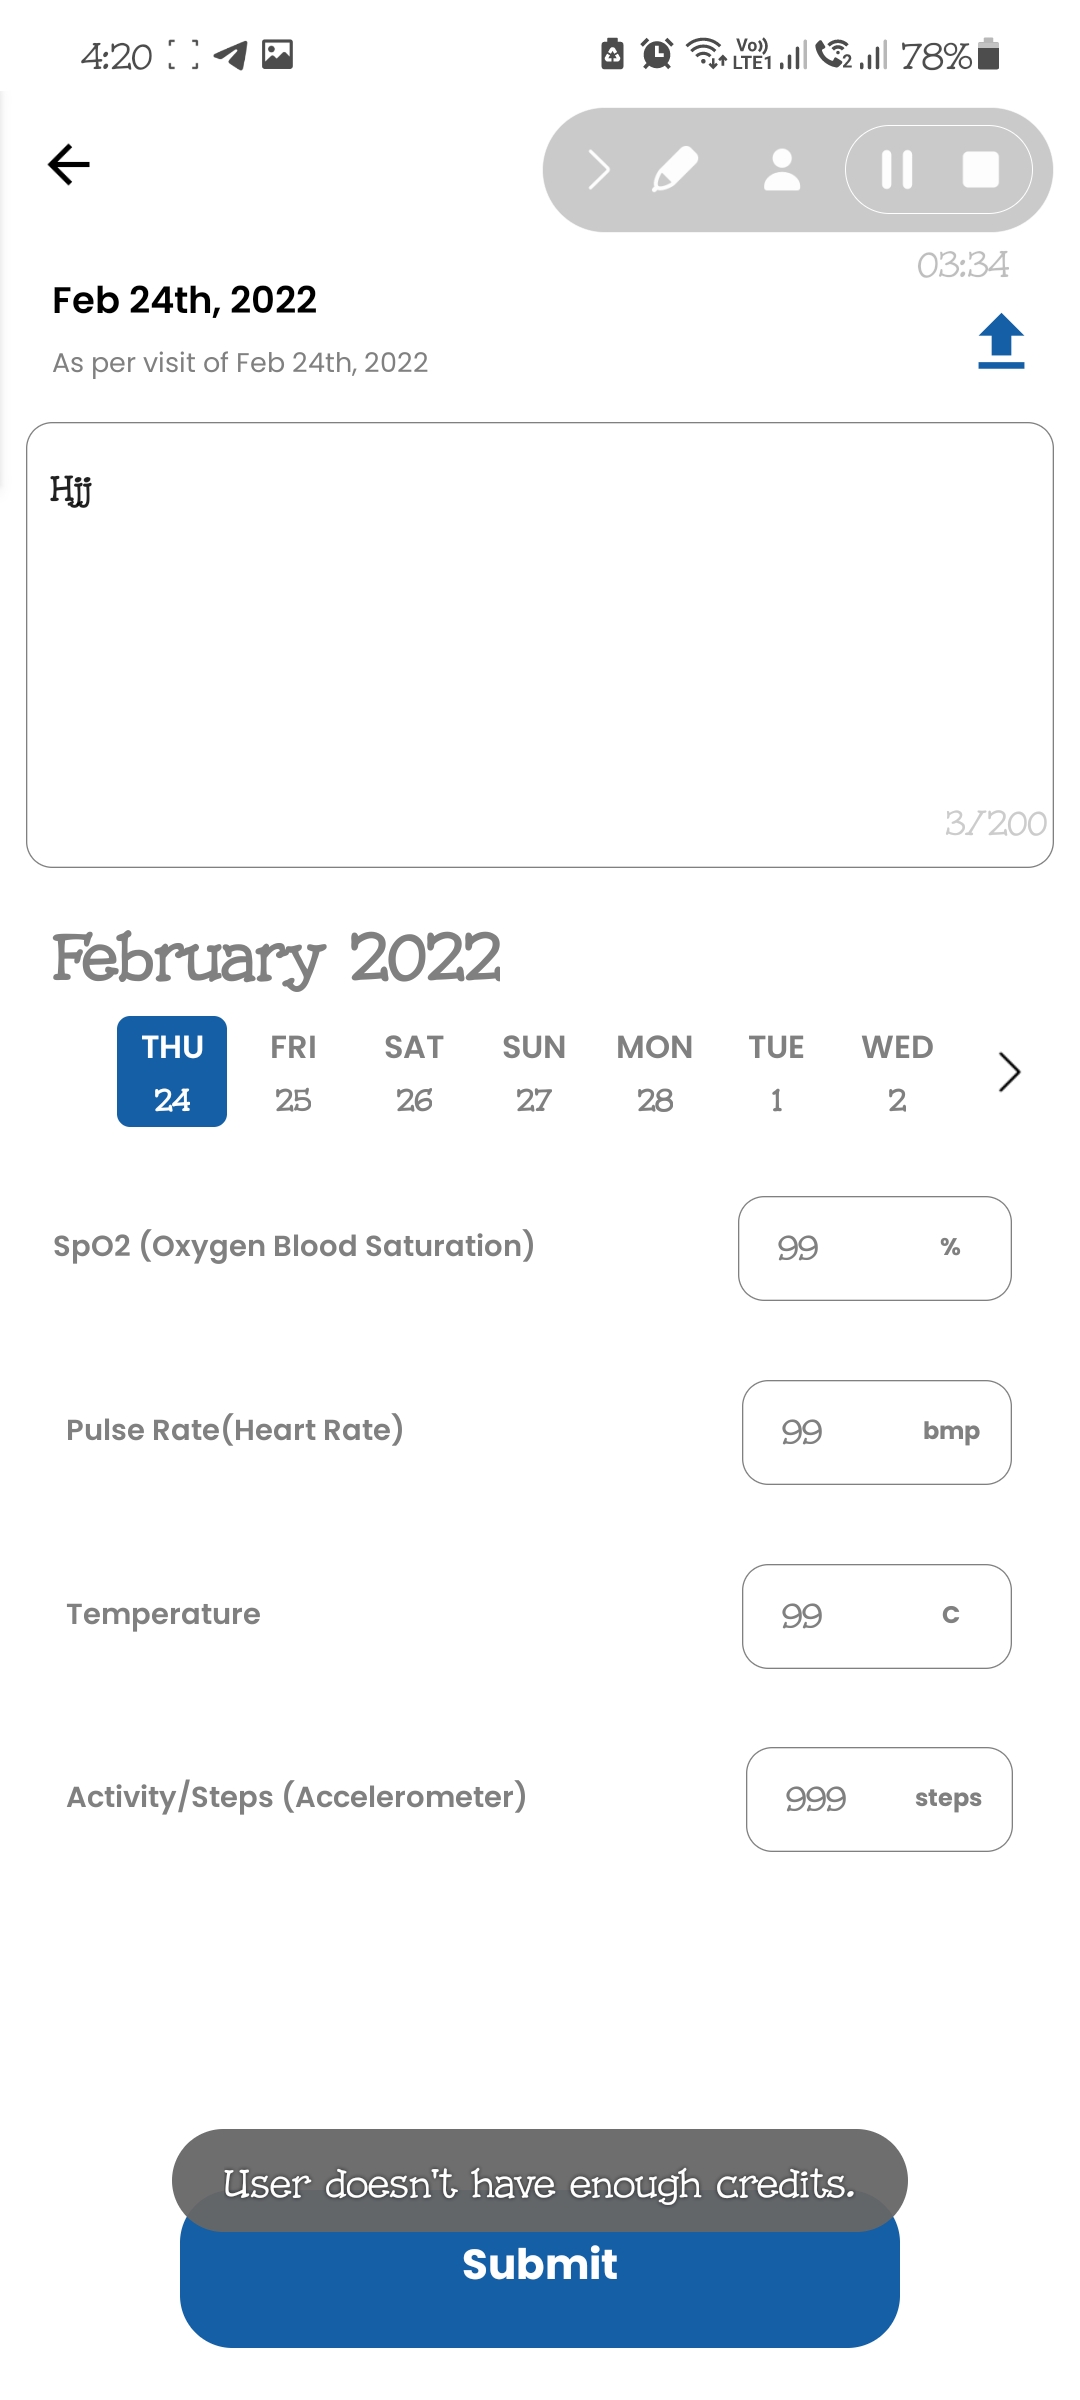 4:20
Vo)) LTE1 2 78%
03:34
Feb 24th, 2022
As per visit of Feb 24th, 2022
Hjj
3/200
February 2022
THU FRI SAT SUN MON TUE WED
24 25 26 27 28 1 2
SpO2 (Oxygen Blood Saturation) 99 %
Pulse Rate(Heart Rate) 99 bmp
Temperature 99 C
Activity/Steps (Accelerometer) 999 steps
User doesn't have enough credits.
Submit